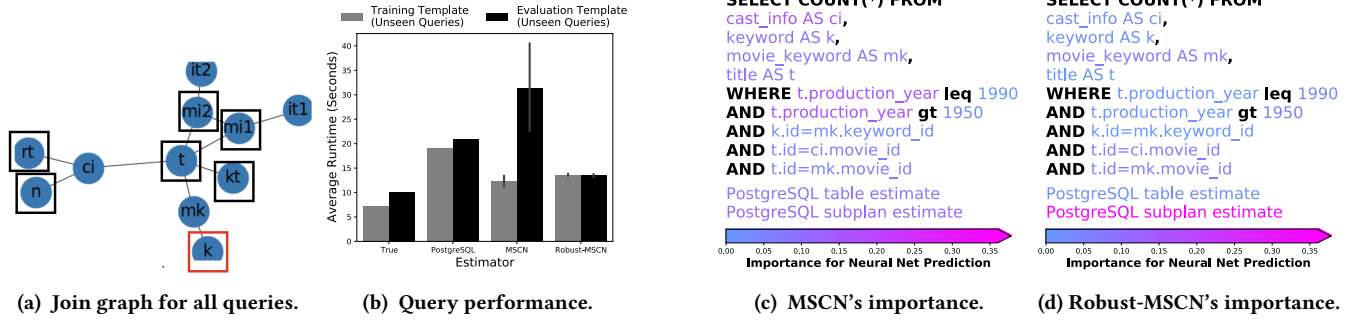 it2
mi2
mi1
it1
rt
ci
t
n
kt
mk
k
(a) Join graph for all queries.
Training Template
(Unseen Queries)
Evaluation Template
(Unseen Queries)
Average Runtime (Seconds)
40
35
30
25
20
15
10
5
0
True
PostgreSQL
MSCN
Robust-MSCN
Estimator
(b) Query performance.
SELECT COUNT(*) FROM
cast_info AS ci,
keyword AS k,
movie_keyword AS mk,
title AS t
WHERE t.production_year leq 1990
AND t.production_year gt 1950
AND k.id=mk.keyword_id
AND t.id=ci.movie_id
AND t.id=mk.movie_id
PostgreSQL table estimate
PostgreSQL subplan estimate
0.00 0.05 0.10 0.15 0.20 0.25 0.30 0.35
Importance for Neural Net Prediction
(c) MSCN's importance.
SELECT COUNT(*) FROM
cast_info AS ci,
keyword AS k,
movie_keyword AS mk,
title AS t
WHERE t.production_year leq 1990
AND t.production_year gt 1950
AND k.id=mk.keyword_id
AND t.id=ci.movie_id
AND t.id=mk.movie_id
PostgreSQL table estimate
PostgreSQL subplan estimate
0.00 0.05 0.10 0.15 0.20 0.25 0.30 0.35
Importance for Neural Net Prediction
(d) Robust-MSCN's importance.